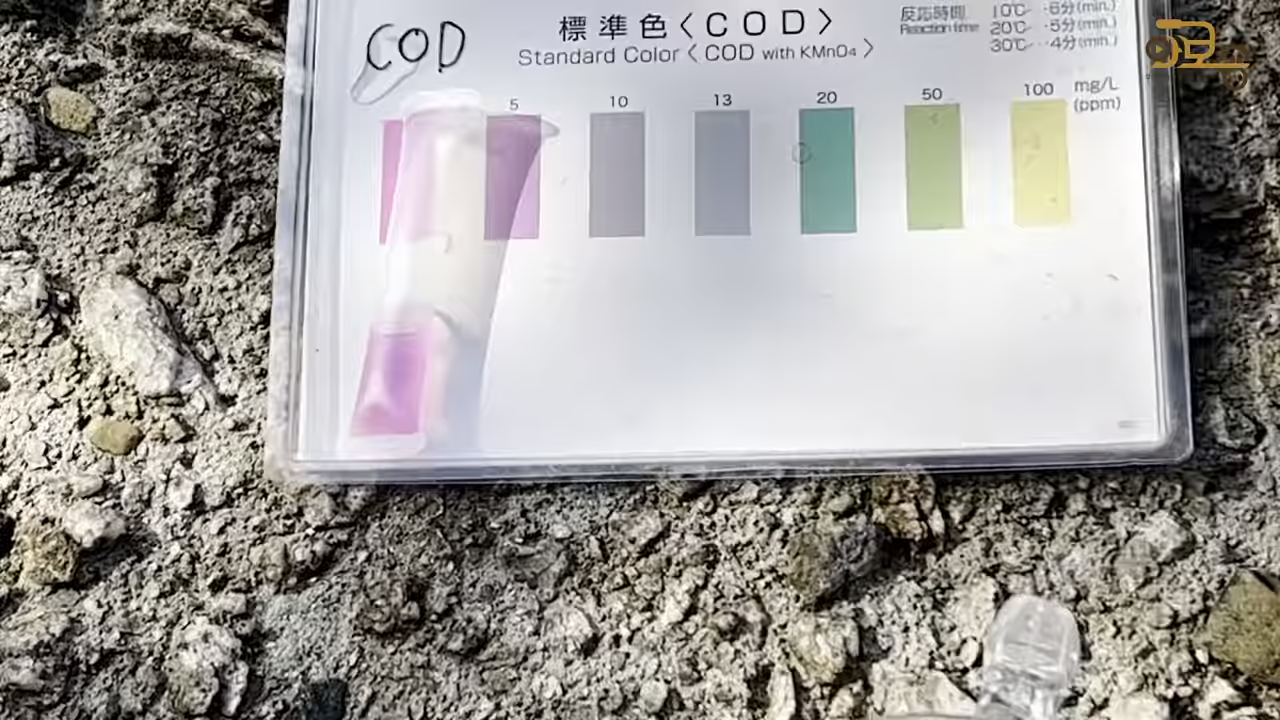 COD
標準色〈COD〉
Standard Color〈COD with KMnO₄〉
反応時間 10℃··6分(min.)
Reaction time 20℃··5分(min.)
30℃··4分(min.)
5 10 13 20 50 100 mg/L
(ppm)